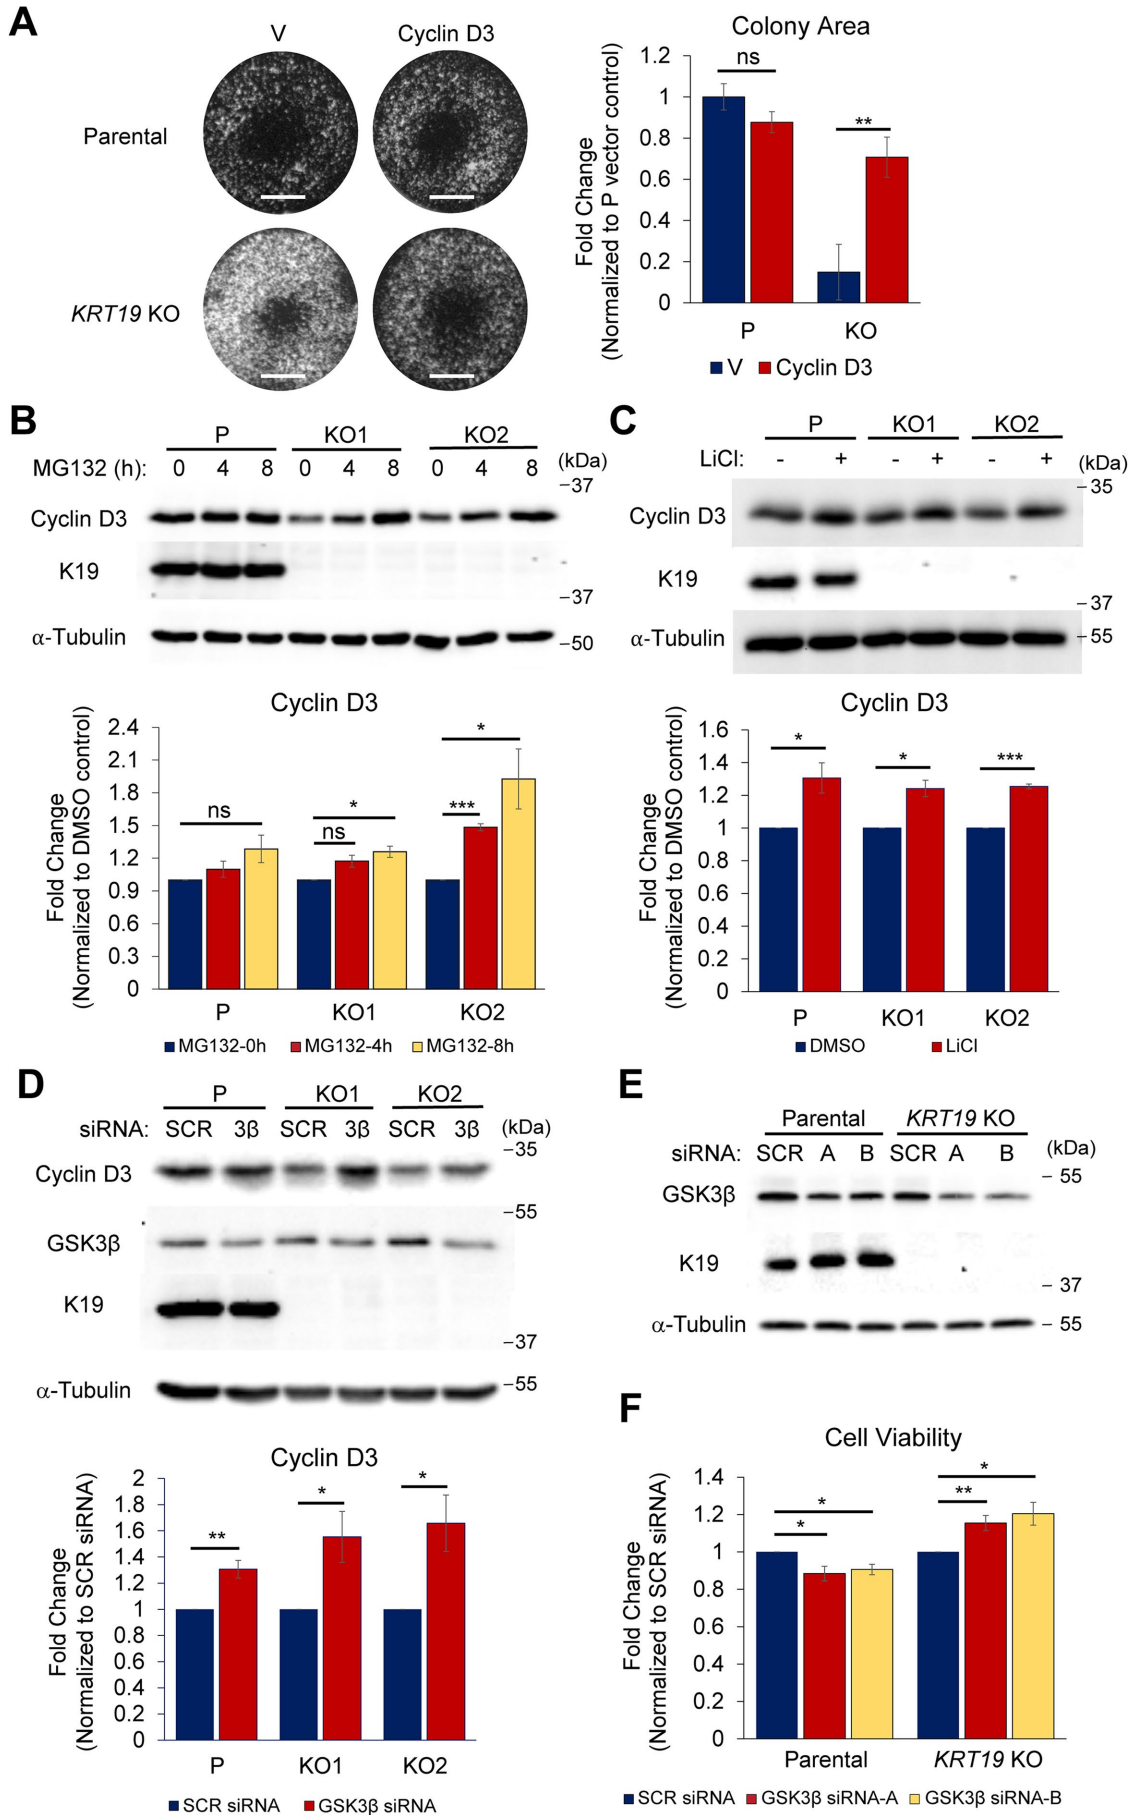 A
V
Cyclin D3
Parental
KRT19 KO
Colony Area
Fold Change
(Normalized to P vector control)
1.2
1
0.8
0.6
0.4
0.2
0
ns
**
P
KO
V
Cyclin D3
B
P
KO1
KO2
MG132 (h):
0
4
8
0
4
8
0
4
8
(kDa)
Cyclin D3
–37
K19
–37
α-Tubulin
–50
Cyclin D3
Fold Change
(Normalized to DMSO control)
2.4
2.1
1.8
1.5
1.2
0.9
0.6
0.3
0
ns
ns
*
***
*
P
KO1
KO2
MG132-0h
MG132-4h
MG132-8h
C
P
KO1
KO2
LiCl:
-
+
-
+
-
+
(kDa)
Cyclin D3
– 35
K19
– 37
α-Tubulin
– 55
Cyclin D3
Fold Change
(Normalized to DMSO control)
1.6
1.4
1.2
1
0.8
0.6
0.4
0.2
0
*
*
***
P
KO1
KO2
DMSO
LiCl
D
P
KO1
KO2
siRNA:
SCR
3β
SCR
3β
SCR
3β
(kDa)
Cyclin D3
–35
–55
GSK3β
K19
–37
α-Tubulin
–55
Cyclin D3
Fold Change
(Normalized to SCR siRNA)
2
1.8
1.6
1.4
1.2
1
0.8
0.6
0.4
0.2
0
**
*
*
P
KO1
KO2
SCR siRNA
GSK3β siRNA
E
Parental
KRT19 KO
siRNA:
SCR
A
B
SCR
A
B
(kDa)
GSK3β
– 55
K19
– 37
α-Tubulin
– 55
F
Cell Viability
Fold Change
(Normalized to SCR siRNA)
1.4
1.2
1
0.8
0.6
0.4
0.2
0
*
*
**
*
Parental
KRT19 KO
SCR siRNA
GSK3β siRNA-A
GSK3β siRNA-B